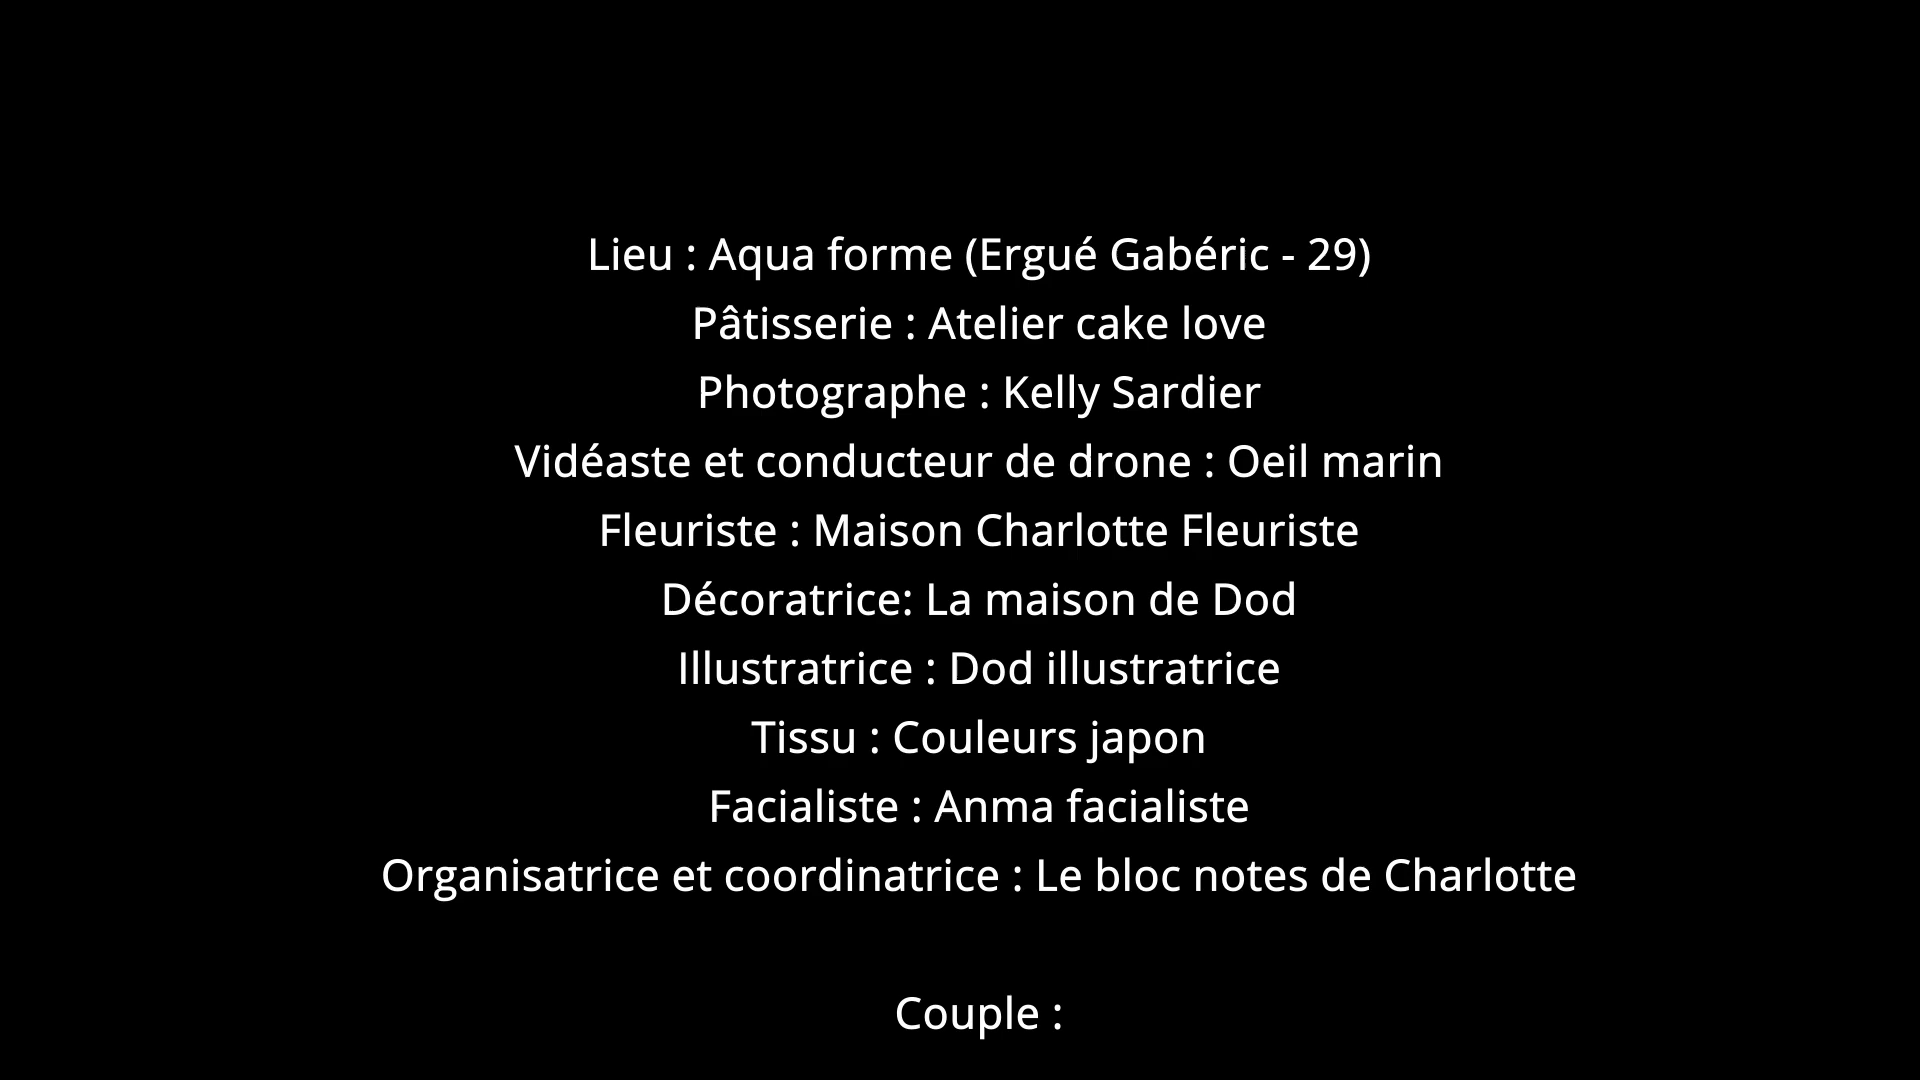 Lieu : Aqua forme (Ergué Gabéric - 29)
Pâtisserie : Atelier cake love
Photographe : Kelly Sardier
Vidéaste et conducteur de drone : Oeil marin
Fleuriste : Maison Charlotte Fleuriste
Décoratrice: La maison de Dod
Illustratrice : Dod illustratrice
Tissu : Couleurs japon
Facialiste : Anma facialiste
Organisatrice et coordinatrice : Le bloc notes de Charlotte
Couple :